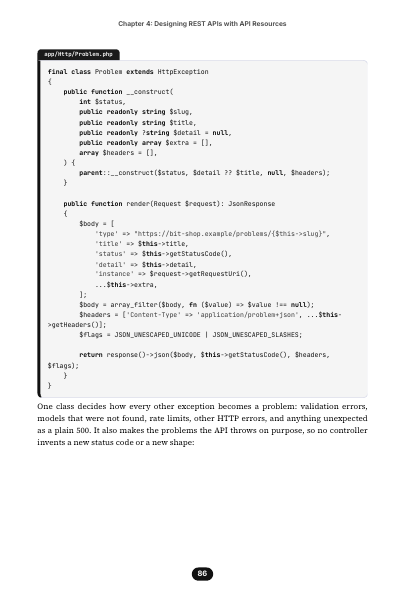 Chapter 4: Designing REST APIs with API Resources
app/Http/Problem.php
final class Problem extends HttpException
{
    public function __construct(
        int $status,
        public readonly string $slug,
        public readonly string $title,
        public readonly ?string $detail = null,
        public readonly array $extra = [],
        array $headers = [],
    ) {
        parent::__construct($status, $detail ?? $title, null, $headers);
    }
    public function render(Request $request): JsonResponse
    {
        $body = [
            'type' => "https://bit-shop.example/problems/{$this->slug}",
            'title' => $this->title,
            'status' => $this->getStatusCode(),
            'detail' => $this->detail,
            'instance' => $request->getRequestUri(),
            ...$this->extra,
        ];
        $body = array_filter($body, fn ($value) => $value !== null);
        $headers = ['Content-Type' => 'application/problem+json', ...$this-
>getHeaders()];
        $flags = JSON_UNESCAPED_UNICODE | JSON_UNESCAPED_SLASHES;
        return response()->json($body, $this->getStatusCode(), $headers,
$flags);
    }
}
One class decides how every other exception becomes a problem: validation errors,
models that were not found, rate limits, other HTTP errors, and anything unexpected
as a plain 500. It also makes the problems the API throws on purpose, so no controller
invents a new status code or a new shape:
86